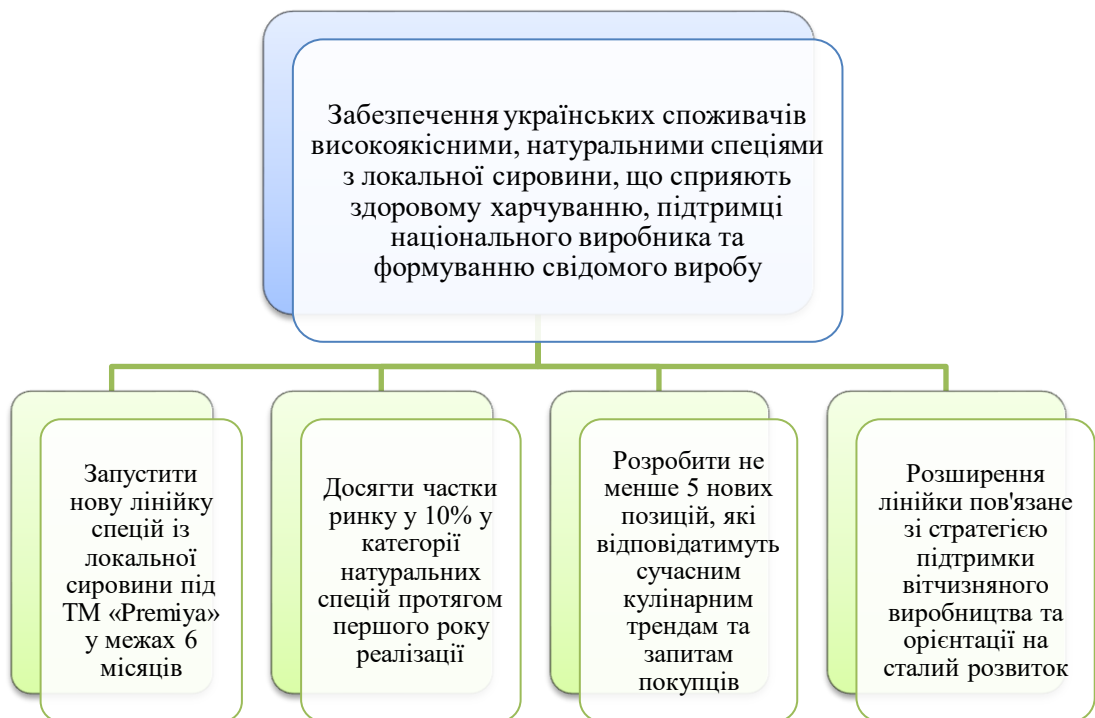 Забезпечення українських споживачів
високоякісними, натуральними спеціями
з локальної сировини, що сприяють
здоровому харчуванню, підтримці
національного виробника та
формуванню свідомого виробу
Запустити
нову лінійку
спецій із
локальної
сировини під
ТМ «Premiya»
у межах 6
місяців
Досягти частки
ринку у 10% у
категорії
натуральних
спецій протягом
першого року
реалізації
Розробити не
менше 5 нових
позицій, які
відповідатимуть
сучасним
кулінарним
трендам та
запитам
покупців
Розширення
лінійки пов'язане
зі стратегією
підтримки
вітчизняного
виробництва та
орієнтації на
сталий розвиток